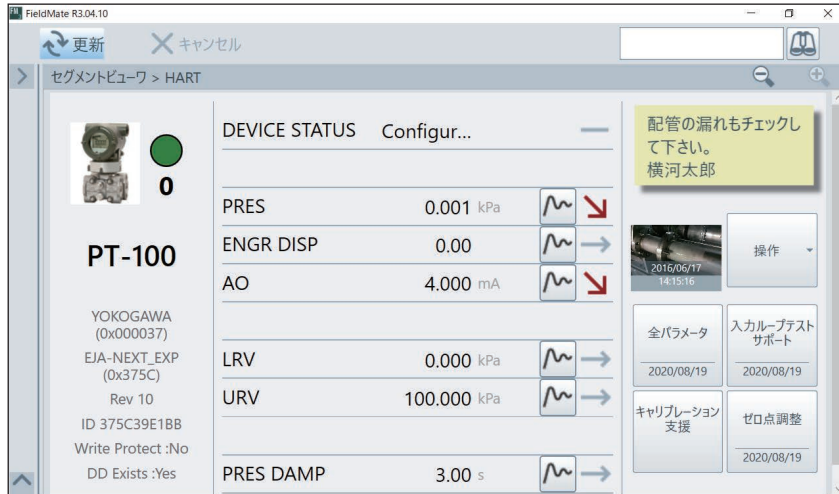 FieldMate R3.04.10
更新
キャンセル
セグメントビューワ > HART
0
PT-100
YOKOGAWA
(0x000037)
EJA-NEXT_EXP
(0x375C)
Rev 10
ID 375C39E1BB
Write Protect :No
DD Exists :Yes
DEVICE STATUS Configur...
PRES 0.001 kPa
ENGR DISP 0.00
AO 4.000 mA
LRV 0.000 kPa
URV 100.000 kPa
PRES DAMP 3.00 s
配管の漏れもチェックし
て下さい。
横河太郎
2016/06/17
14:15:16
操作
全パラメータ
2020/08/19
入力ループテスト
サポート
2020/08/19
キャリブレーション
支援
ゼロ点調整
2020/08/19